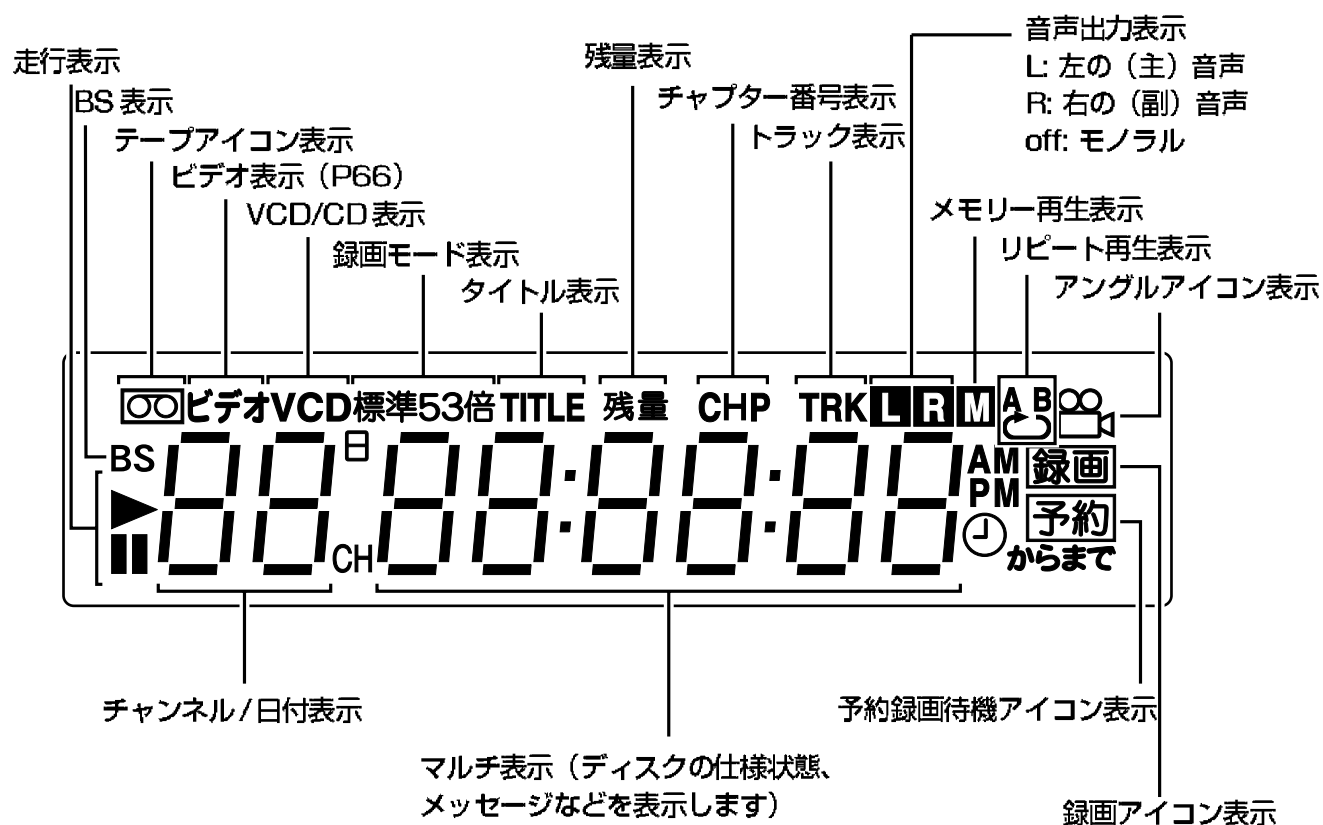 走行表示
BS 表示
テープアイコン表示
ビデオ表示（P66）
VCD/CD 表示
録画モード表示
タイトル表示
残量表示
チャプター番号表示
トラック表示
音声出力表示
L: 左の（主）音声
R: 右の（副）音声
off: モノラル
メモリー再生表示
リピート再生表示
アングルアイコン表示
ビデオ VCD 標準53倍 TITLE 残量 CHP TRK L R M A B
BS 日 AM 録画
PM 予約
CH からまで
チャンネル/日付表示
マルチ表示（ディスクの仕様状態、
メッセージなどを表示します）
予約録画待機アイコン表示
録画アイコン表示